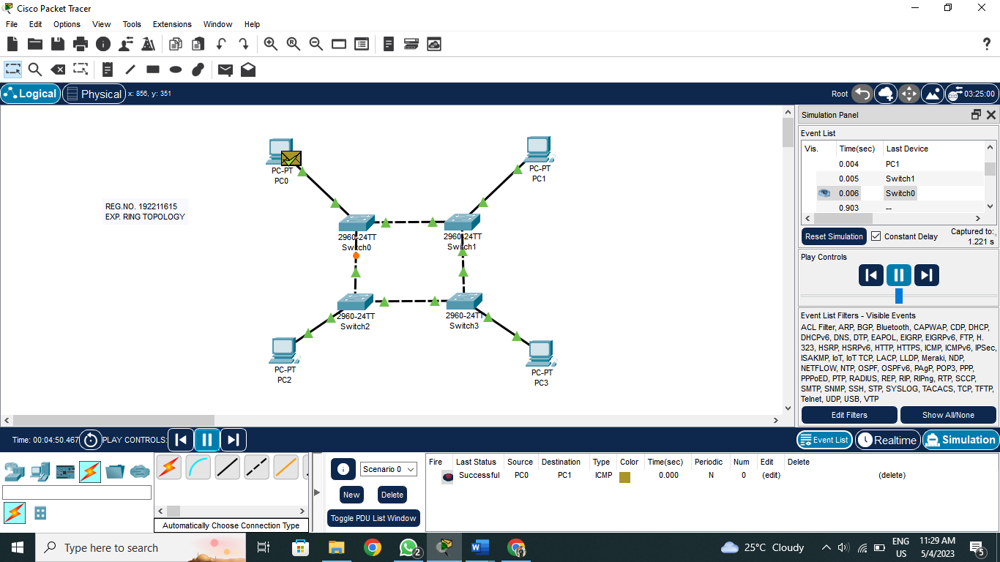 Cisco Packet Tracer
File Edit Options View Tools Extensions Window Help
Logical Physical x: 856, y: 351 Root 03:25:00
REG.NO. 192211615
EXP. RING TOPOLOGY
PC-PT
PC0
PC-PT
PC1
2960-24TT
Switch0
2960-24TT
Switch1
2960-24TT
Switch2
2960-24TT
Switch3
PC-PT
PC2
PC-PT
PC3
Simulation Panel
Event List
Vis. Time(sec) Last Device
0.004 PC1
0.005 Switch1
0.006 Switch0
0.903 --
Reset Simulation Constant Delay Captured to:
1.221 s
Play Controls
Event List Filters - Visible Events
ACL Filter, ARP, BGP, Bluetooth, CAPWAP, CDP, DHCP,
DHCPv6, DNS, DTP, EAPOL, EIGRP, EIGRPv6, FTP, H.
323, HSRP, HSRPv6, HTTP, HTTPS, ICMP, ICMPv6, IPSec,
ISAKMP, IoT, IoT TCP, LACP, LLDP, Meraki, NDP,
NETFLOW, NTP, OSPF, OSPFv6, PAgP, POP3, PPP,
PPPoED, PTP, RADIUS, REP, RIP, RIPng, RTP, SCCP,
SMTP, SNMP, SSH, STP, SYSLOG, TACACS, TCP, TFTP,
Telnet, UDP, USB, VTP
Edit Filters Show All/None
Time: 00:04:50.467 PLAY CONTROLS: Event List Realtime Simulation
Scenario 0
New Delete
Toggle PDU List Window
Automatically Choose Connection Type
Fire Last Status Source Destination Type Color Time(sec) Periodic Num Edit Delete
Successful PC0 PC1 ICMP 0.000 N 0 (edit) (delete)
Type here to search
2
25°C Cloudy
ENG
US
11:29 AM
5/4/2023
5